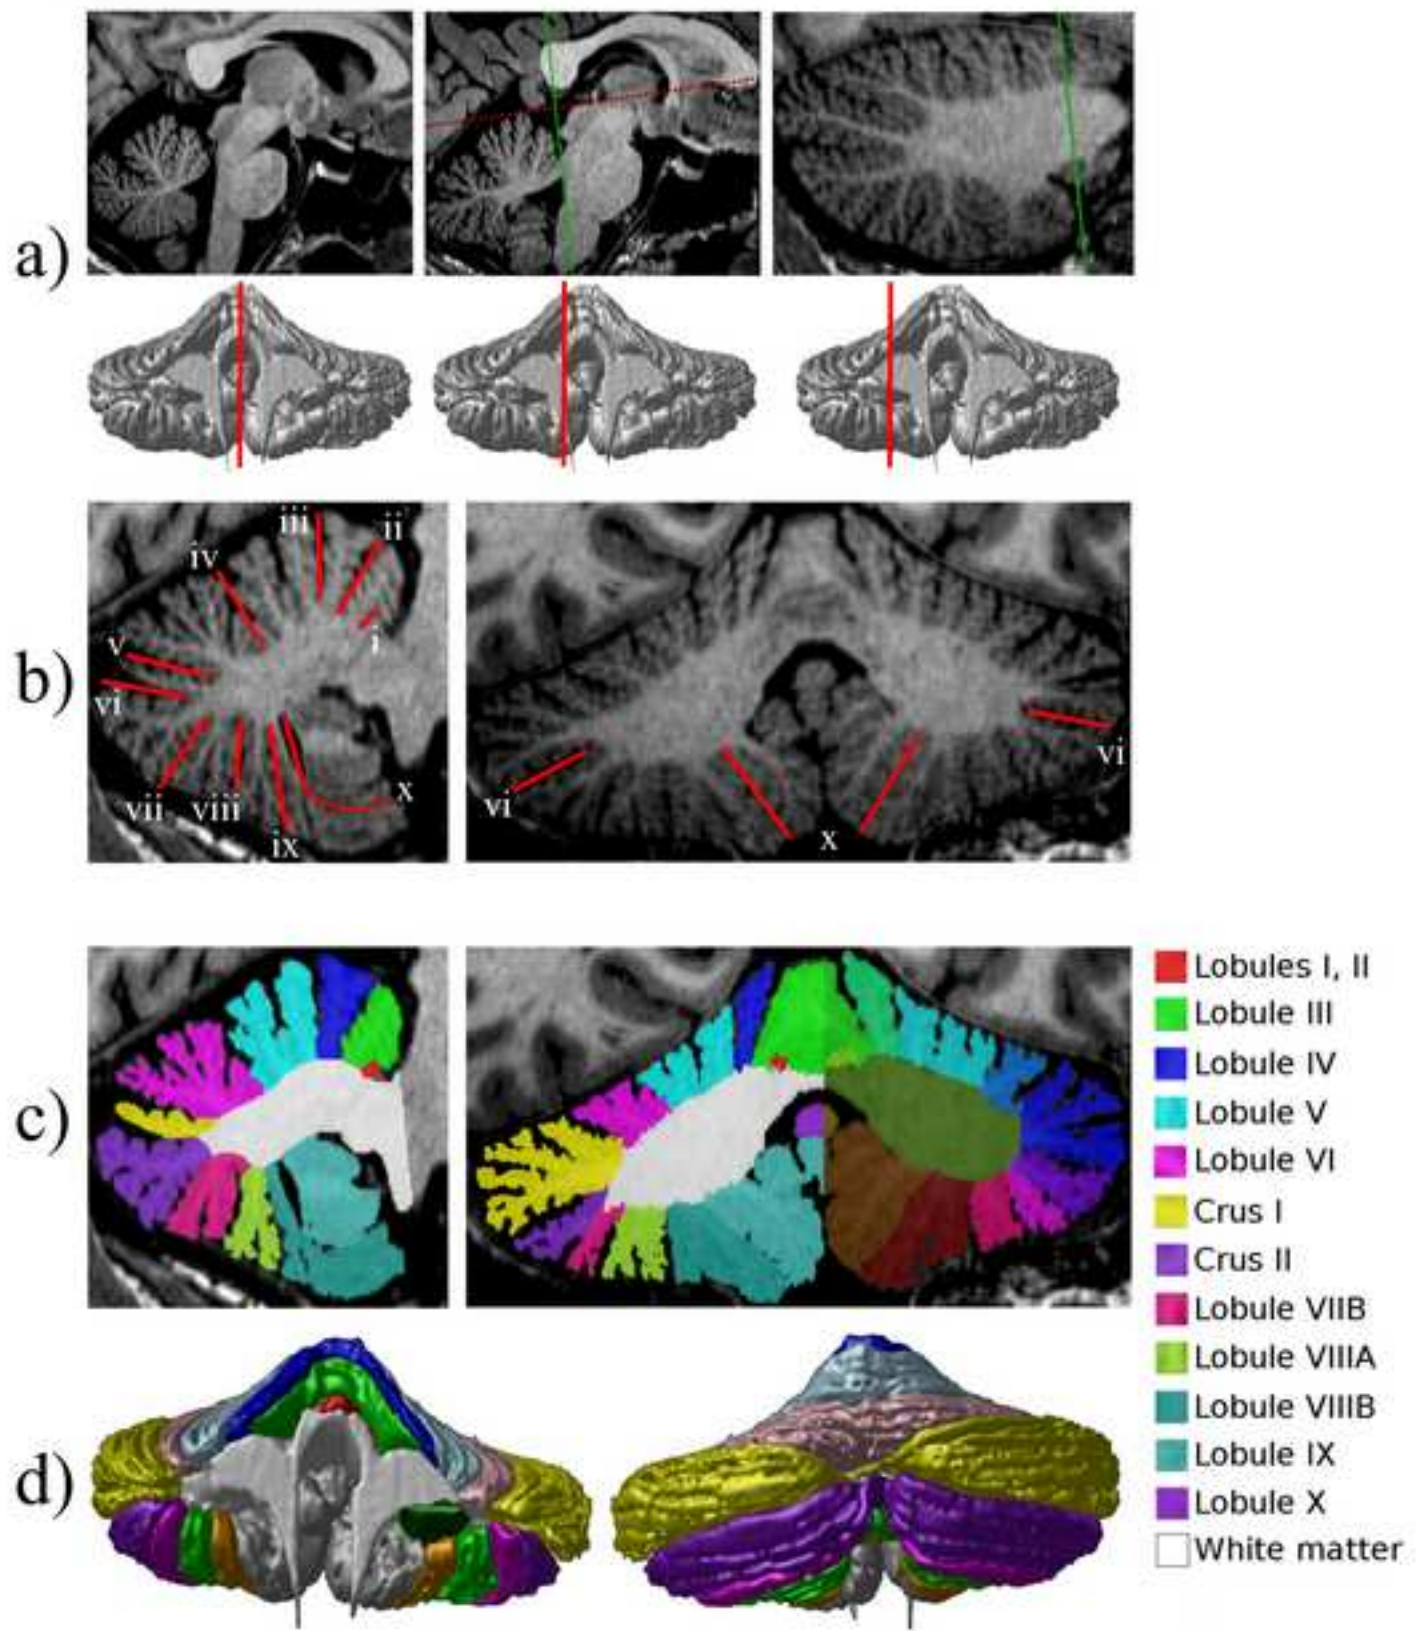 a)
iii
ii
iv
i
v
b)
vi
vi
x
vi
vii
viii
x
ix
Lobules I, II
Lobule III
Lobule IV
c)
Lobule V
Lobule VI
Crus I
Crus II
Lobule VIIB
Lobule VIIIA
Lobule VIIIB
d)
Lobule IX
Lobule X
White matter